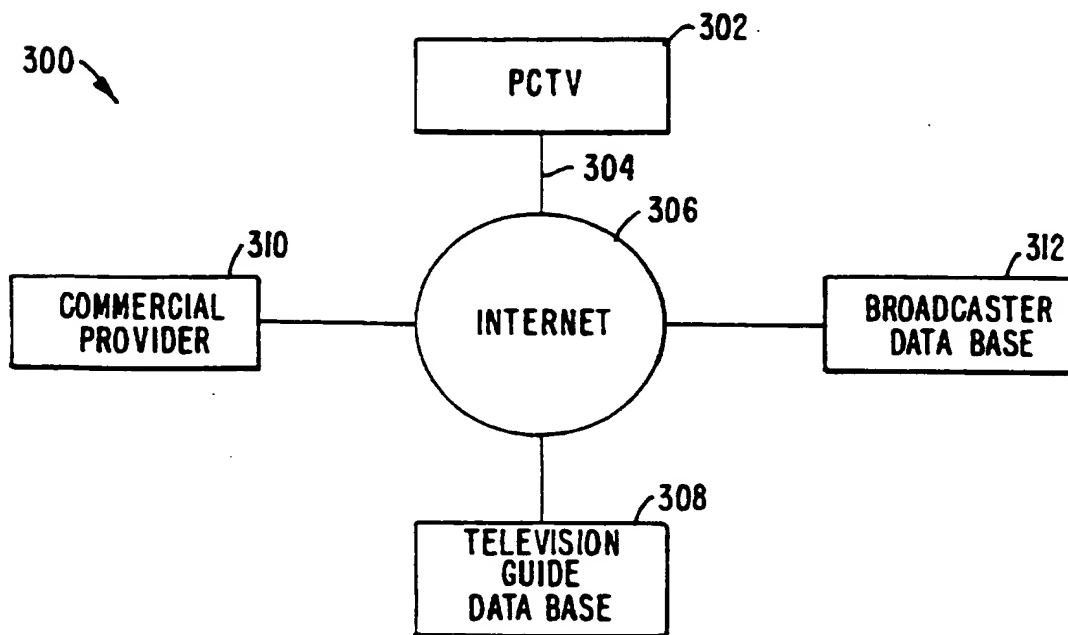 302
300
PCTV
304
306
310
312
COMMERCIAL
PROVIDER
INTERNET
BROADCASTER
DATA BASE
308
TELEVISION
GUIDE
DATA BASE